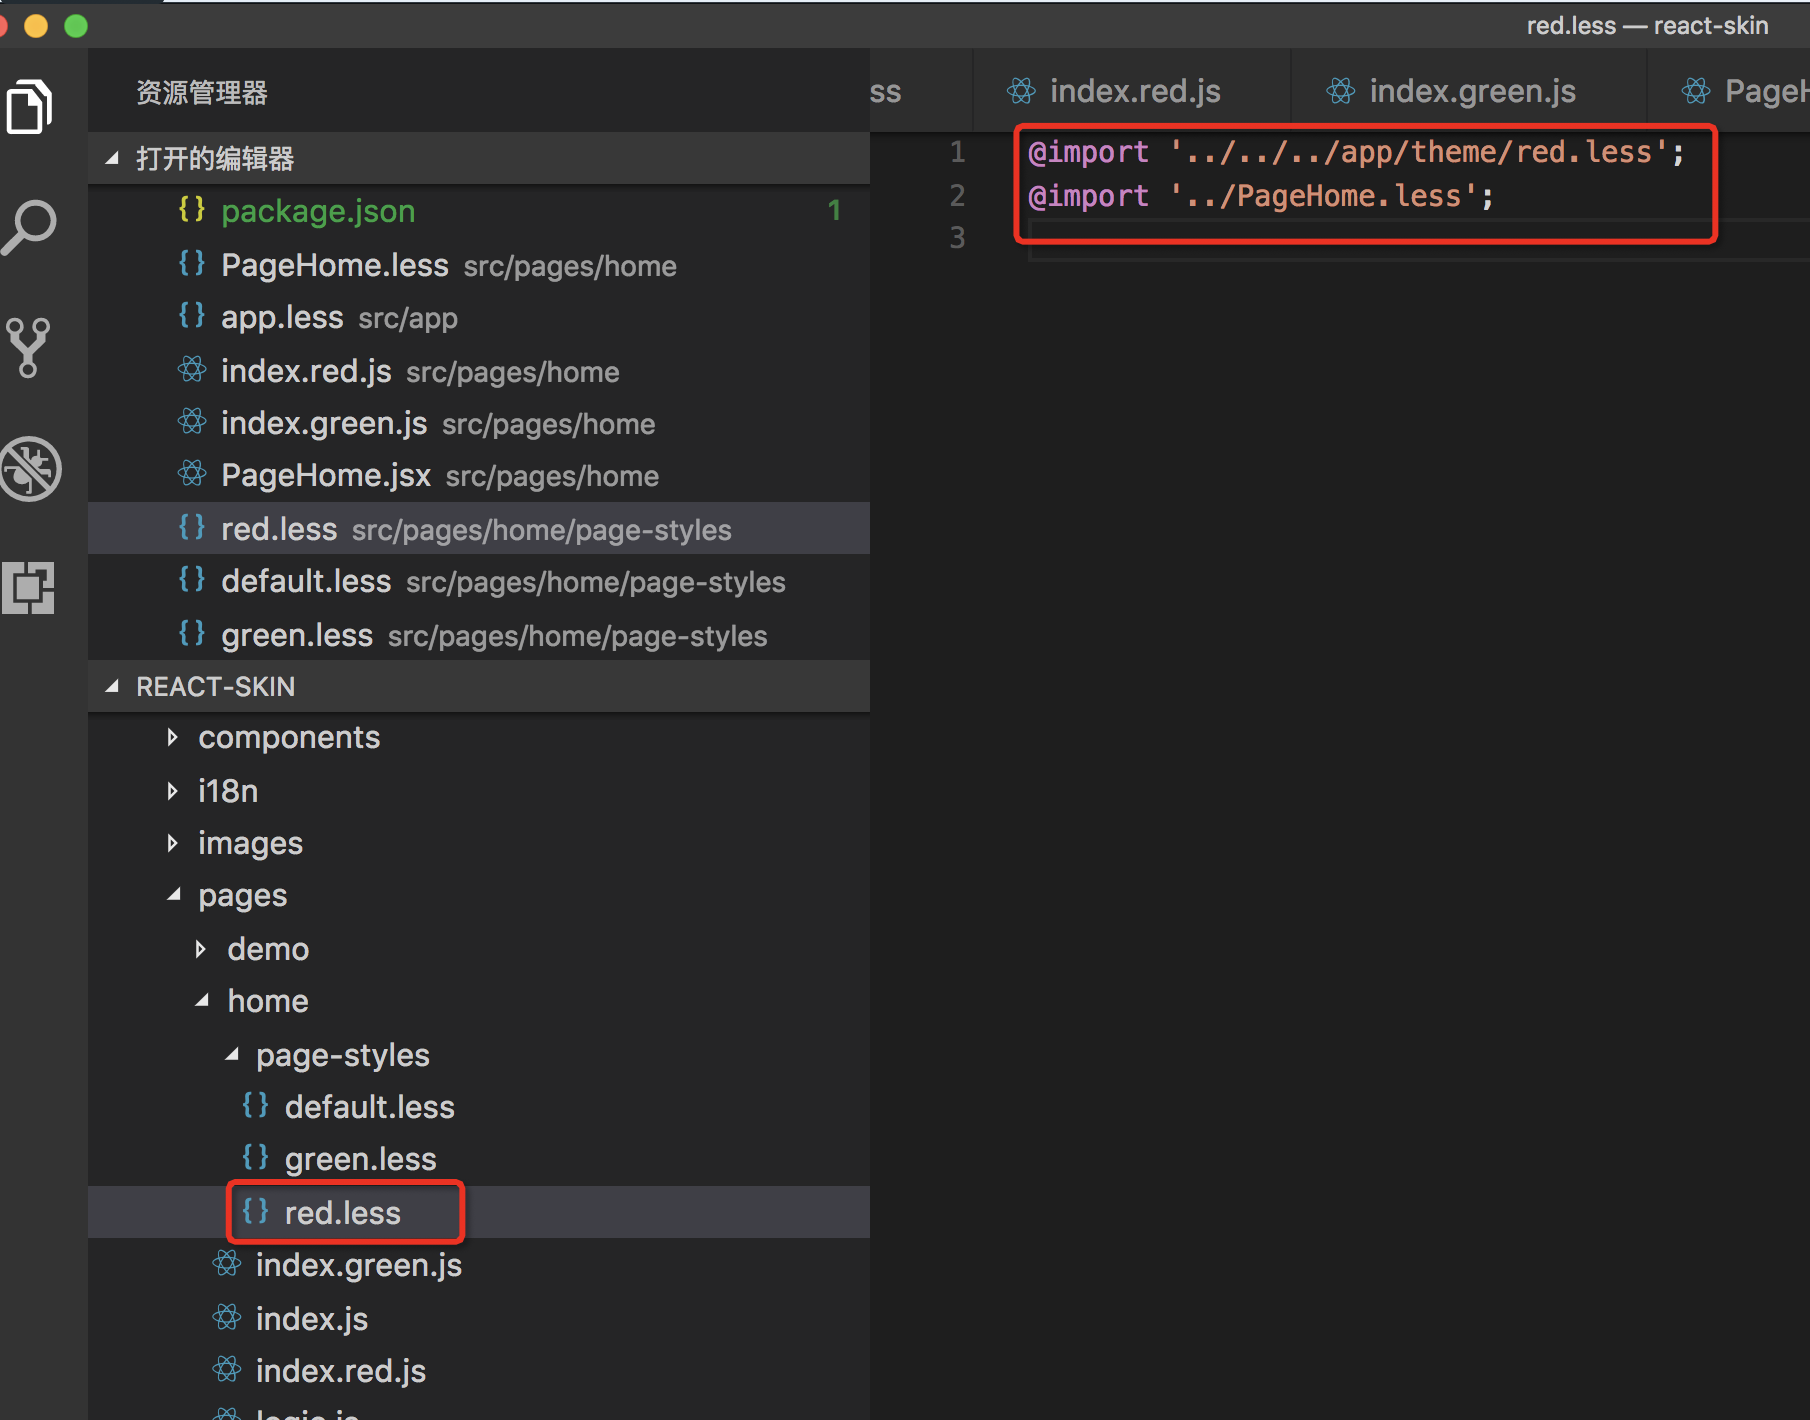 red.less — react-skin
资源管理器
打开的编辑器
package.json 1
PageHome.less src/pages/home
app.less src/app
index.red.js src/pages/home
index.green.js src/pages/home
PageHome.jsx src/pages/home
red.less src/pages/home/page-styles
default.less src/pages/home/page-styles
green.less src/pages/home/page-styles
REACT-SKIN
components
i18n
images
pages
demo
home
page-styles
default.less
green.less
red.less
index.green.js
index.js
index.red.js
logic.js
ss index.red.js index.green.js PageH
1 @import '../../../app/theme/red.less';
2 @import '../PageHome.less';
3